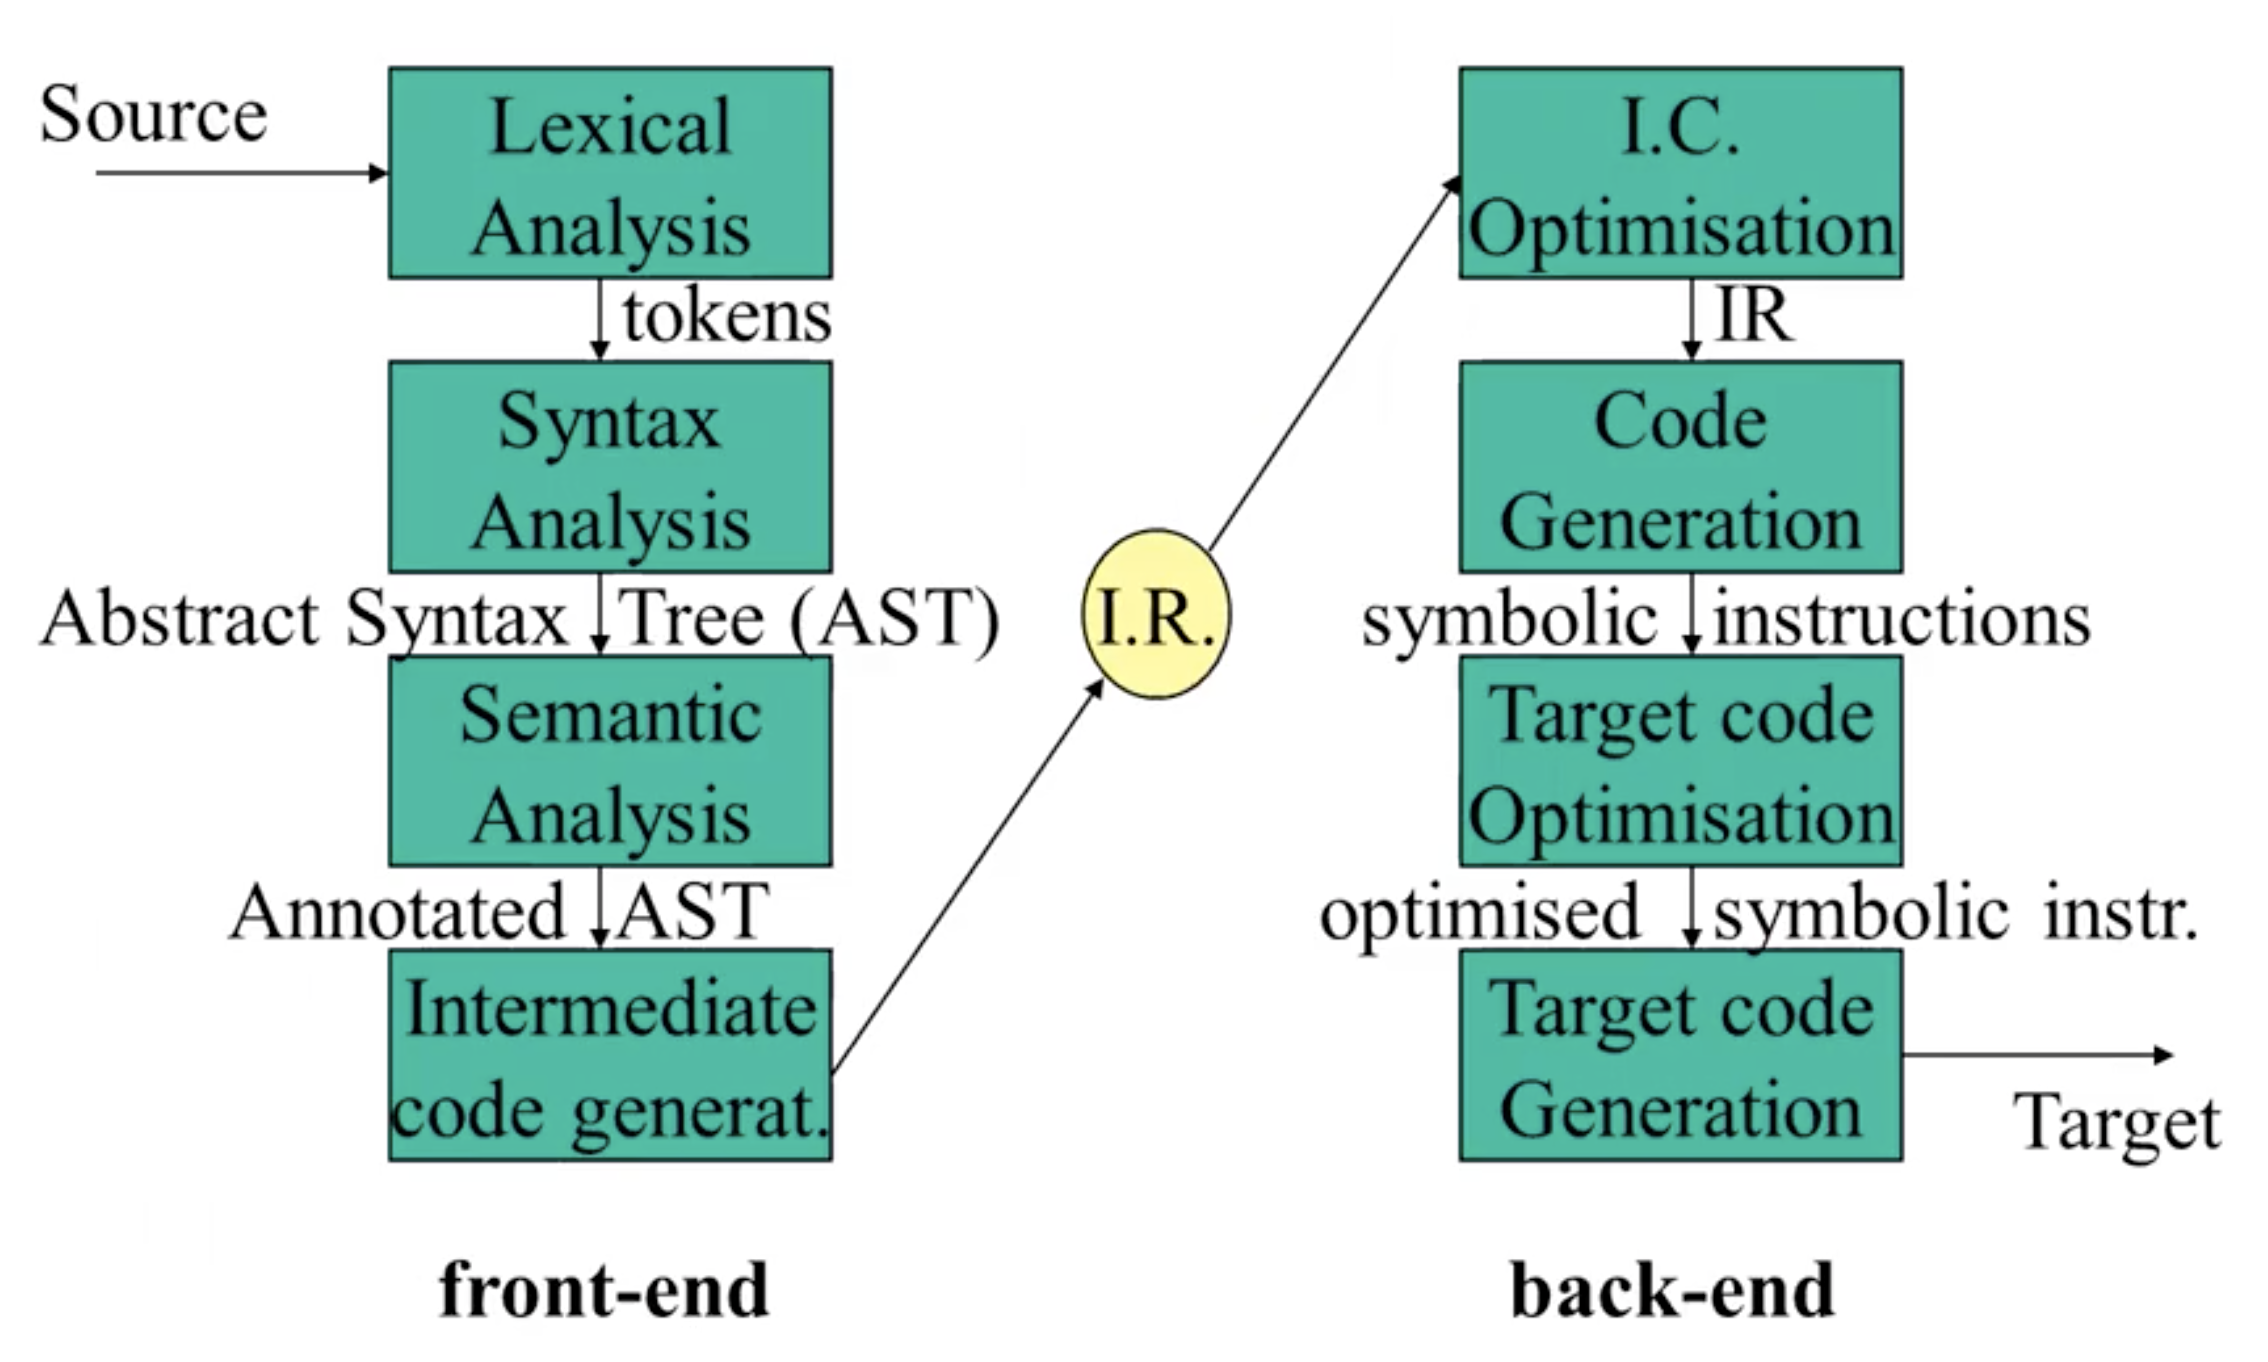 Source
Lexical
Analysis
tokens
Syntax
Analysis
Abstract Syntax Tree (AST)
Semantic
Analysis
Annotated AST
Intermediate
code generat.
front-end
I.R.
I.C.
Optimisation
IR
Code
Generation
symbolic instructions
Target code
Optimisation
optimised symbolic instr.
Target code
Generation
Target
back-end